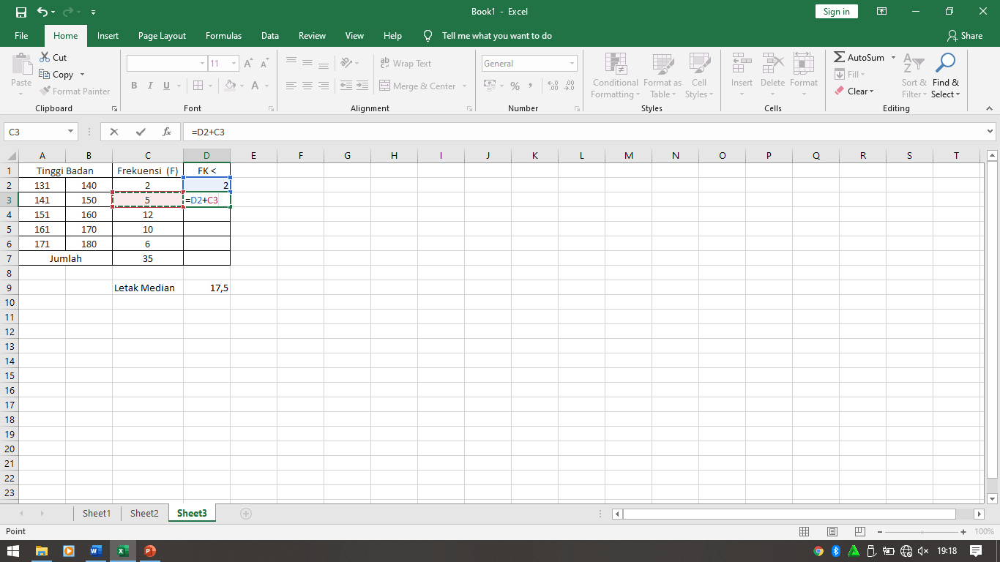 Book1 - Excel
Sign in
File Home Insert Page Layout Formulas Data Review View Help Tell me what you want to do Share
Paste
Cut
Copy
Format Painter
Clipboard
11
B I U
A A
Font
ab Wrap Text
Merge & Center
Alignment
General
% ,
Number
Conditional Formatting
Format as Table
Cell Styles
Styles
Insert Delete Format
Cells
AutoSum
Fill
Clear
Sort & Filter
Find & Select
Editing
C3 fx =D2+C3
A B C D E F G H I J K L M N O P Q R S T
1 Tinggi Badan Frekuensi (F) FK <
2 131 140 2 2
3 141 150 5 =D2+C3
4 151 160 12
5 161 170 10
6 171 180 6
7 Jumlah 35
8
9 Letak Median 17,5
10
11
12
13
14
15
16
17
18
19
20
21
22
23
Sheet1 Sheet2 Sheet3
Point 100%
19:18